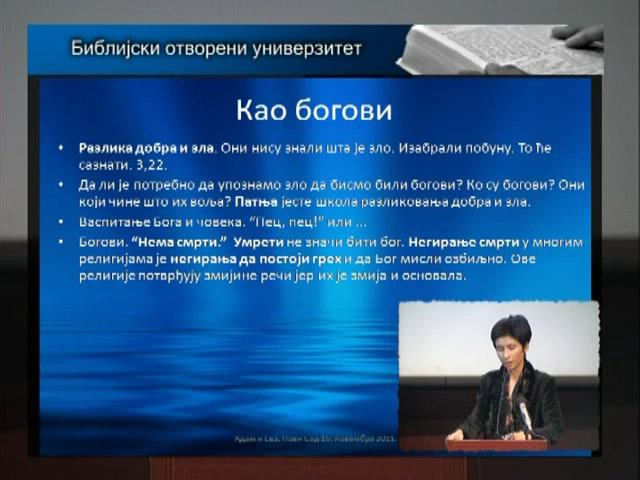 Библијски отворени универзитет
Као богови
• Разлика добра и зла. Они нису знали шта је зло. Изабрали побуну. То ће
сазнати. 3,22.
• Да ли је потребно да упознамо зло да бисмо били богови? Ко су богови? Они
који чине што их воља? Патња јесте школа разликовања добра и зла.
• Васпитање Бога и човека. “Пец, пец!” или ...
• Богови. “Нема смрти.” Умрети не значи бити бог. Негирање смрти у многим
религијама је негирања да постоји грех и да Бог мисли озбиљно. Ове
религије потврђују змијине речи јер их је змија и основала.
Адам и Ева, Нови Сад 16. новембра 2011.